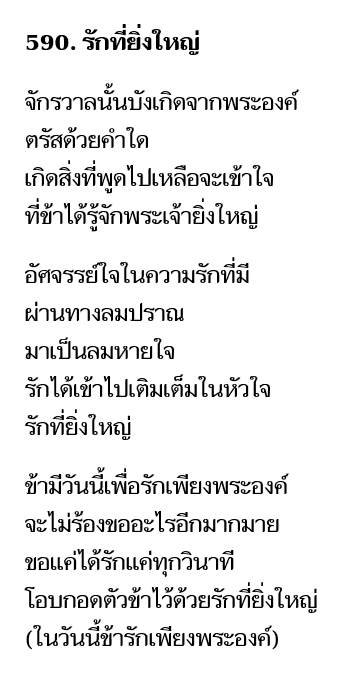 590. รักที่ยิ่งใหญ่
จักรวาลนั้นบังเกิดจากพระองค์
ตรัสด้วยคำใด
เกิดสิ่งที่พูดไปเหลือจะเข้าใจ
ที่ข้าได้รู้จักพระเจ้ายิ่งใหญ่
อัศจรรย์ใจในความรักที่มี
ผ่านทางลมปราณ
มาเป็นลมหายใจ
รักได้เข้าไปเติมเต็มในหัวใจ
รักที่ยิ่งใหญ่
ข้ามีวันนี้เพื่อรักเพียงพระองค์
จะไม่ร้องขออะไรอีกมากมาย
ขอแค่ได้รักแค่ทุกวินาที
โอบกอดตัวข้าไว้ด้วยรักที่ยิ่งใหญ่
(ในวันนี้ข้ารักเพียงพระองค์)